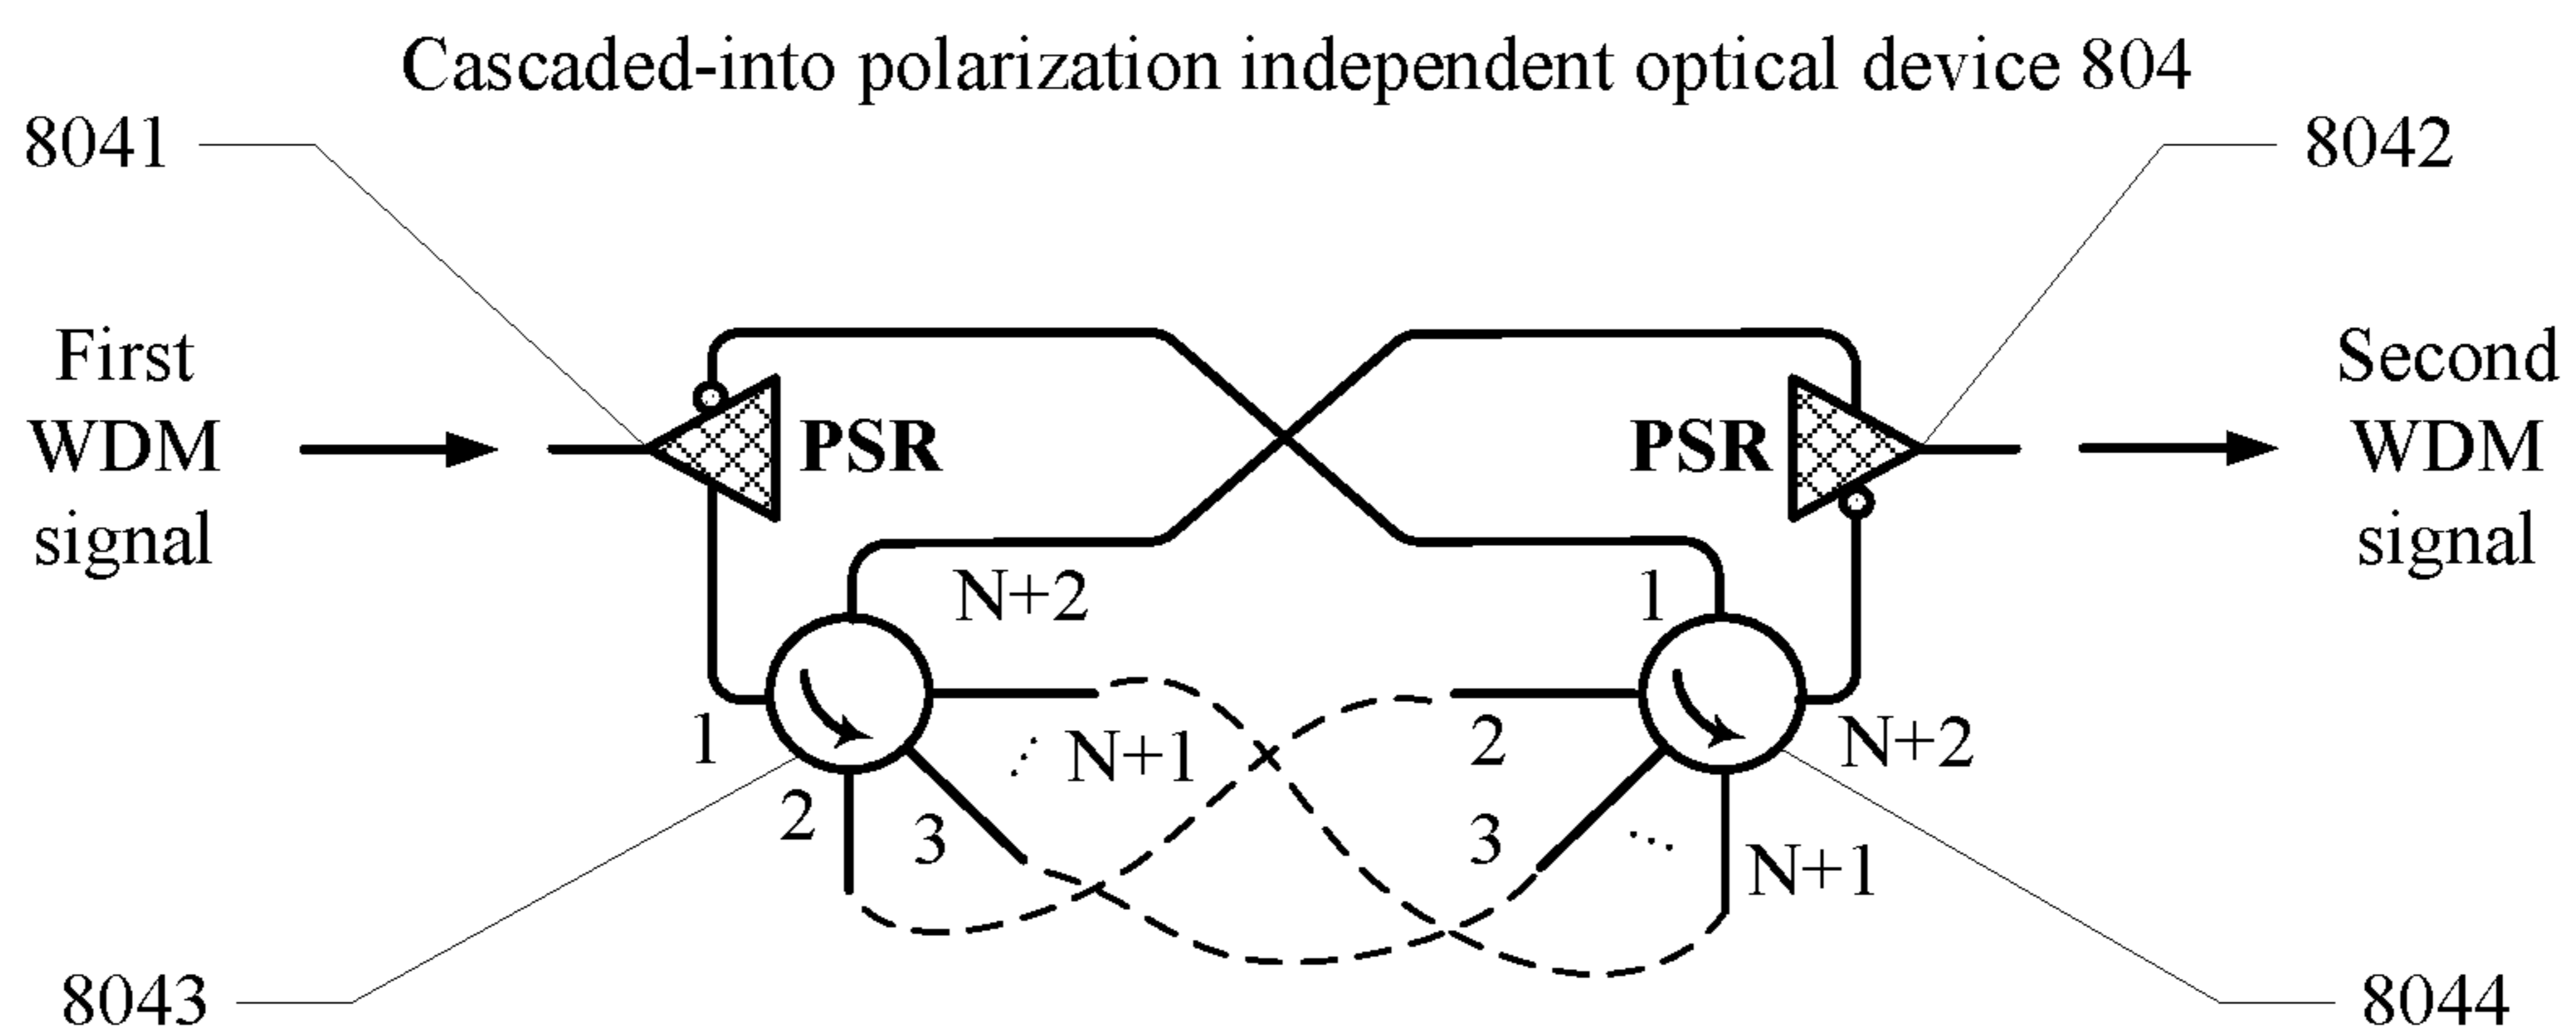 Cascaded-into polarization independent optical device 804
8041
8042
First
WDM
signal
PSR
PSR
Second
WDM
signal
N+2
1
1
N+1
2
N+2
2
3
3
N+1
8043
8044